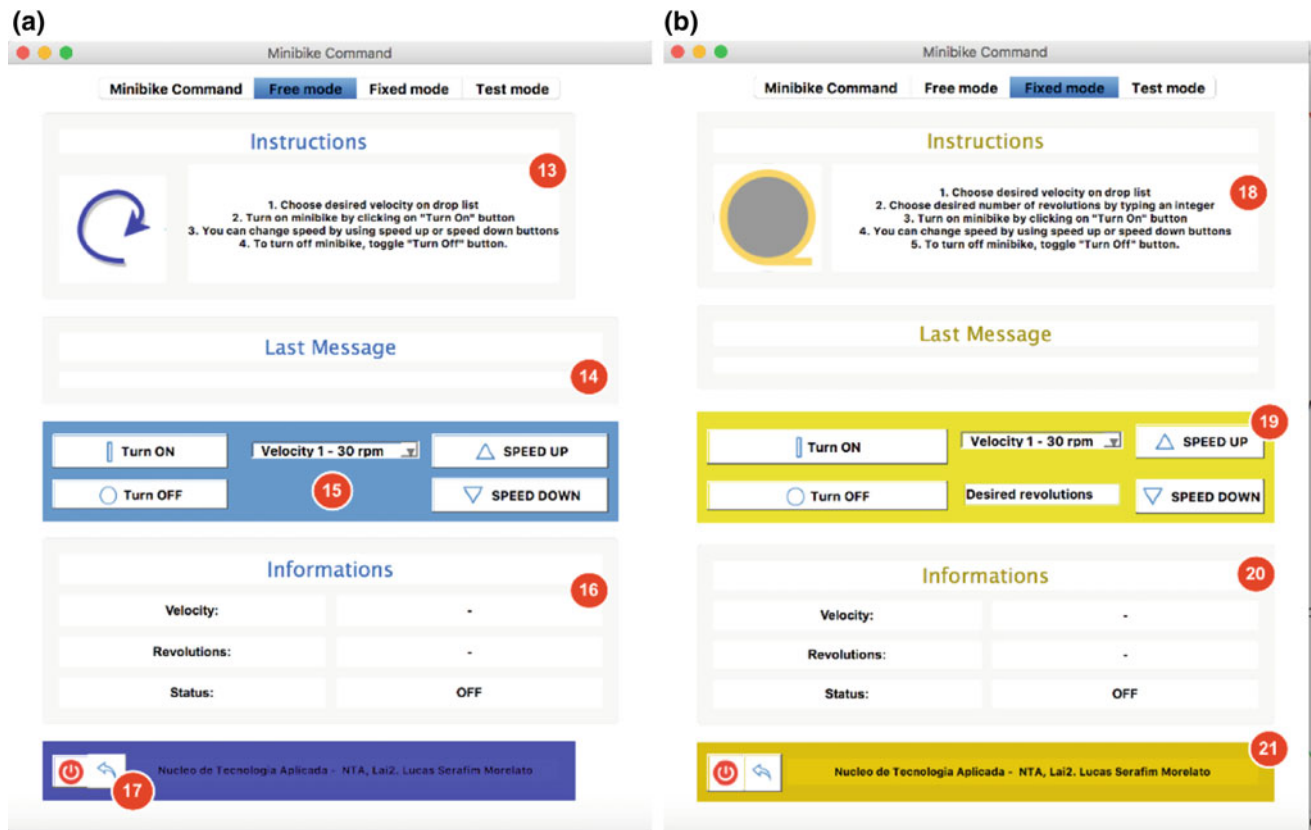 (a)
Minibike Command
Minibike Command Free mode Fixed mode Test mode
Instructions
13
1. Choose desired velocity on drop list
2. Turn on minibike by clicking on "Turn On" button
3. You can change speed by using speed up or speed down buttons
4. To turn off minibike, toggle "Turn Off" button.
Last Message
14
Turn ON
Velocity 1 - 30 rpm
SPEED UP
Turn OFF
15
SPEED DOWN
Informations
16
Velocity: -
Revolutions: -
Status: OFF
Nucleo de Tecnologia Aplicada - NTA, Lai2. Lucas Serafim Morelato
17
(b)
Minibike Command
Minibike Command Free mode Fixed mode Test mode
Instructions
18
1. Choose desired velocity on drop list
2. Choose desired number of revolutions by typing an integer
3. Turn on minibike by clicking on "Turn On" button
4. You can change speed by using speed up or speed down buttons
5. To turn off minibike, toggle "Turn Off" button.
Last Message
19
Turn ON
Velocity 1 - 30 rpm
SPEED UP
Turn OFF
Desired revolutions
SPEED DOWN
Informations
20
Velocity: -
Revolutions: -
Status: OFF
21
Nucleo de Tecnologia Aplicada - NTA, Lai2. Lucas Serafim Morelato